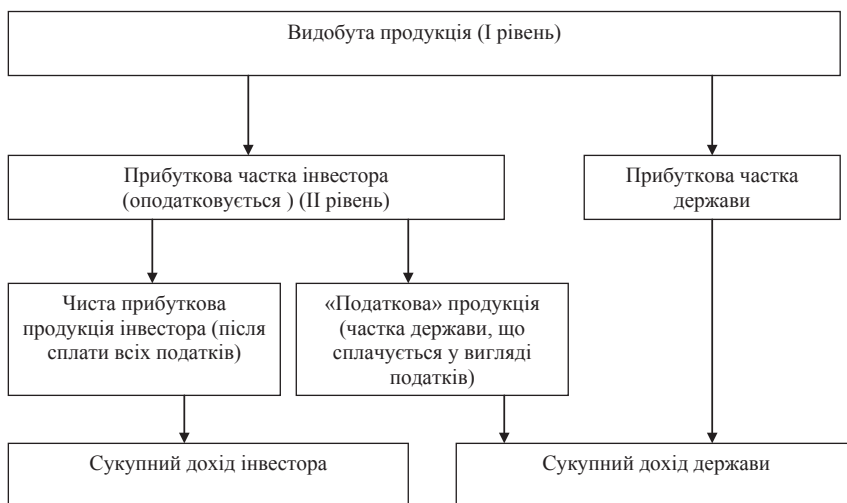 Видобута продукція (І рівень)
Прибуткова частка інвестора
(оподатковується ) (ІІ рівень)
Прибуткова частка
держави
Чиста прибуткова
продукція інвестора (після
сплати всіх податків)
«Податкова» продукція
(частка держави, що
сплачується у вигляді
податків)
Сукупний дохід інвестора
Сукупний дохід держави